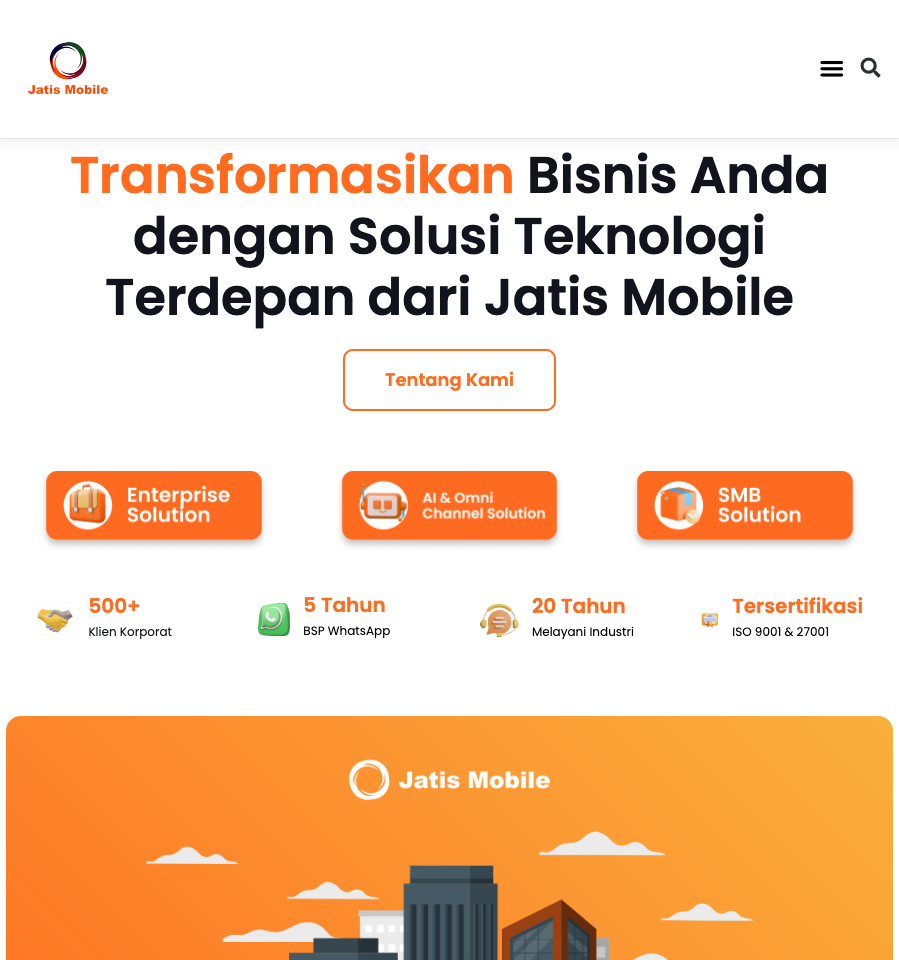 Jatis Mobile
Transformasikan Bisnis Anda
dengan Solusi Teknologi
Terdepan dari Jatis Mobile
Tentang Kami
Enterprise
Solution
AI & Omni
Channel Solution
SMB
Solution
500+
Klien Korporat
5 Tahun
BSP WhatsApp
20 Tahun
Melayani Industri
Tersertifikasi
ISO 9001 & 27001
Jatis Mobile